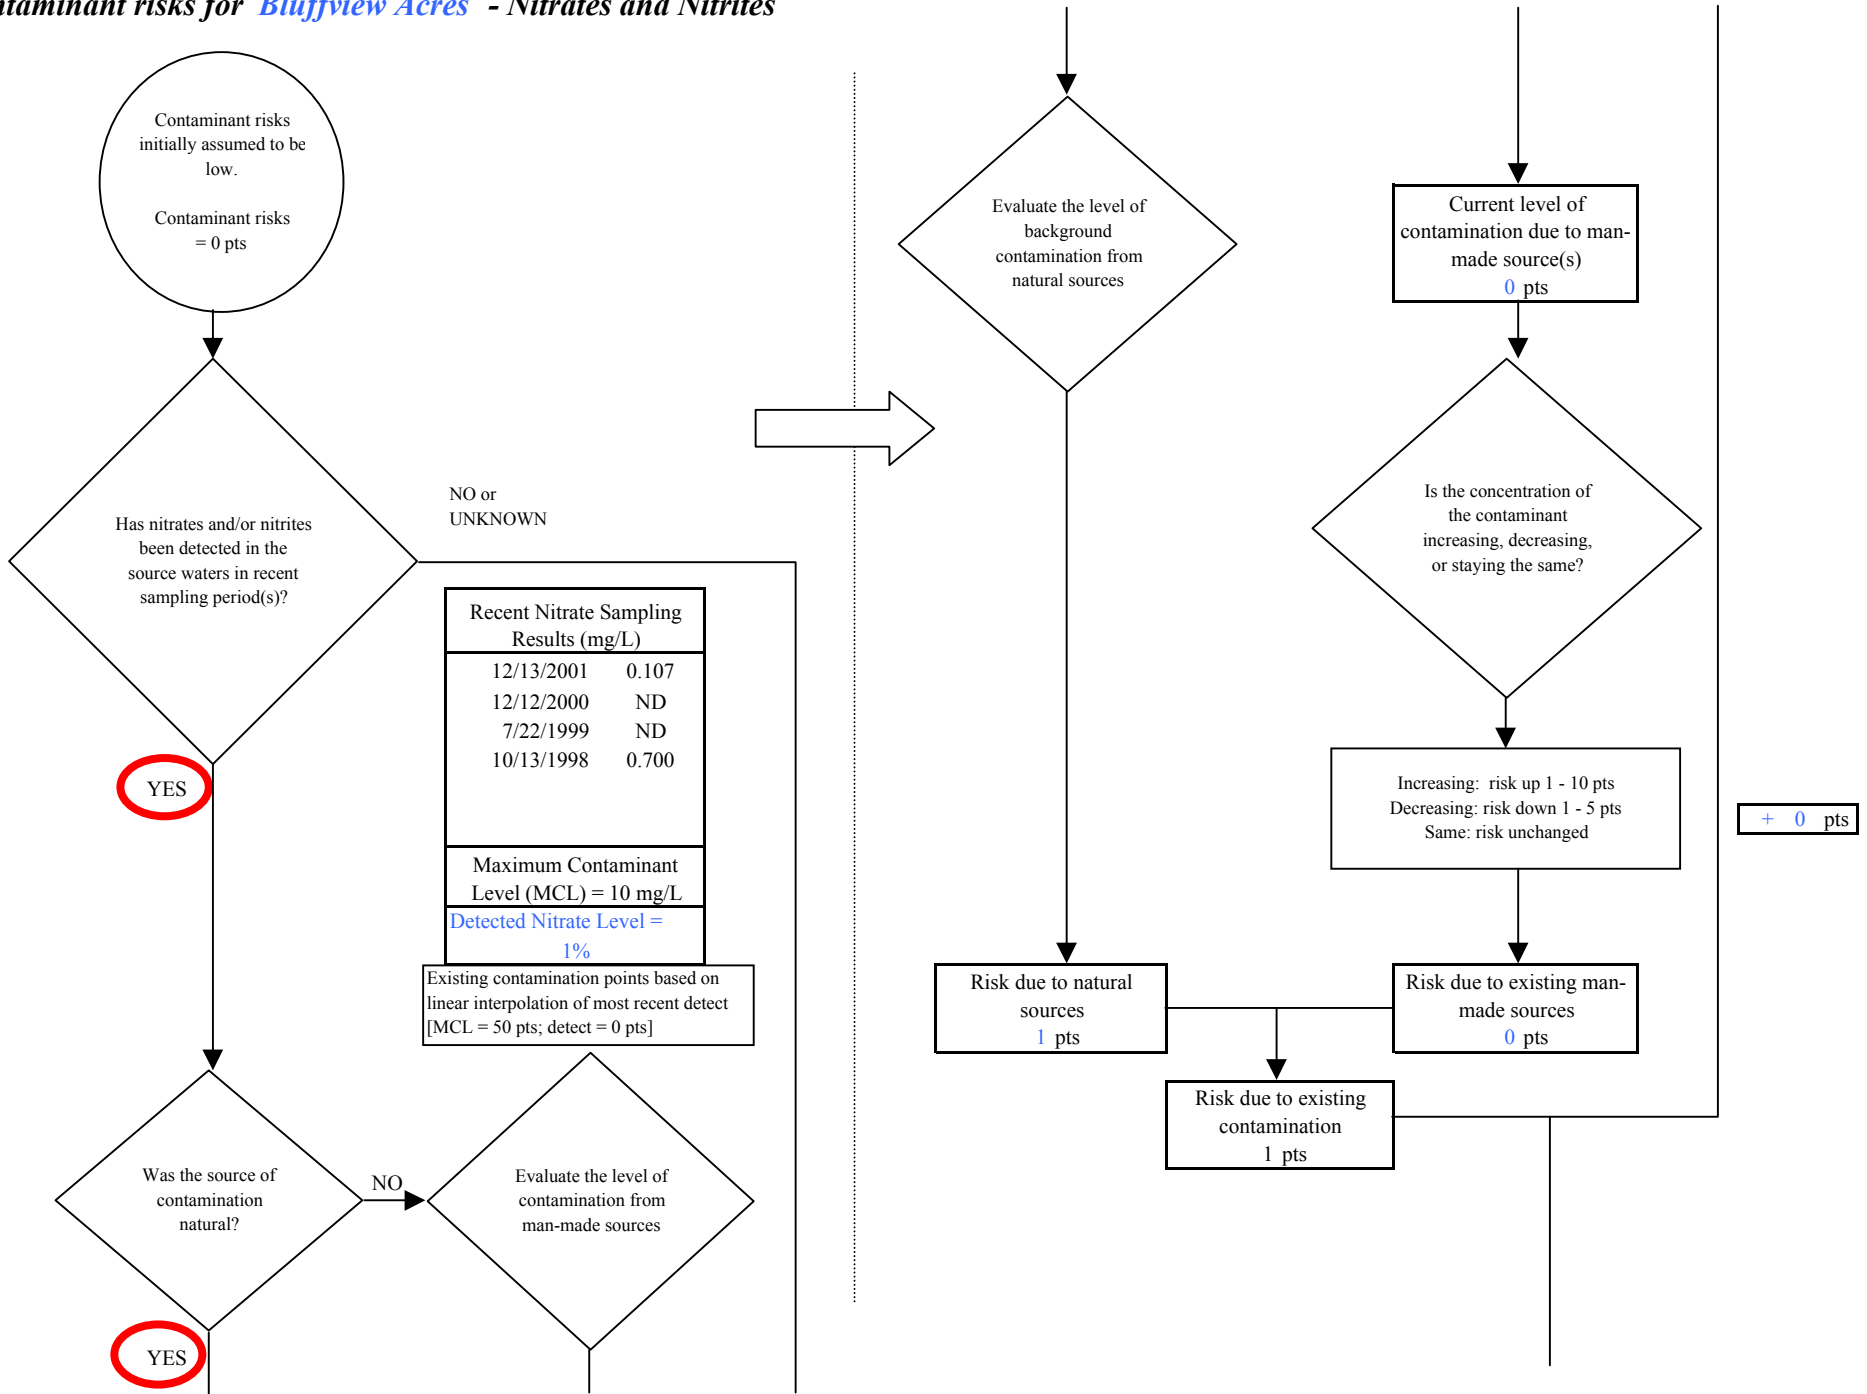 ntaminant risks for Bluffview Acres - Nitrates and Nitrites
Contaminant risks
initially assumed to be
low.
Contaminant risks
= 0 pts
Has nitrates and/or nitrites
been detected in the
source waters in recent
sampling period(s)?
NO or
UNKNOWN
YES
Recent Nitrate Sampling
Results (mg/L)
12/13/2001 0.107
12/12/2000 ND
7/22/1999 ND
10/13/1998 0.700
Maximum Contaminant
Level (MCL) = 10 mg/L
Detected Nitrate Level =
1%
Existing contamination points based on
linear interpolation of most recent detect
[MCL = 50 pts; detect = 0 pts]
Was the source of
contamination
natural?
NO
Evaluate the level of
contamination from
man-made sources
YES
Evaluate the level of
background
contamination from
natural sources
Current level of
contamination due to man-
made source(s)
0 pts
Is the concentration of
the contaminant
increasing, decreasing,
or staying the same?
Increasing: risk up 1 - 10 pts
Decreasing: risk down 1 - 5 pts
Same: risk unchanged
+ 0 pts
Risk due to natural
sources
1 pts
Risk due to existing man-
made sources
0 pts
Risk due to existing
contamination
1 pts